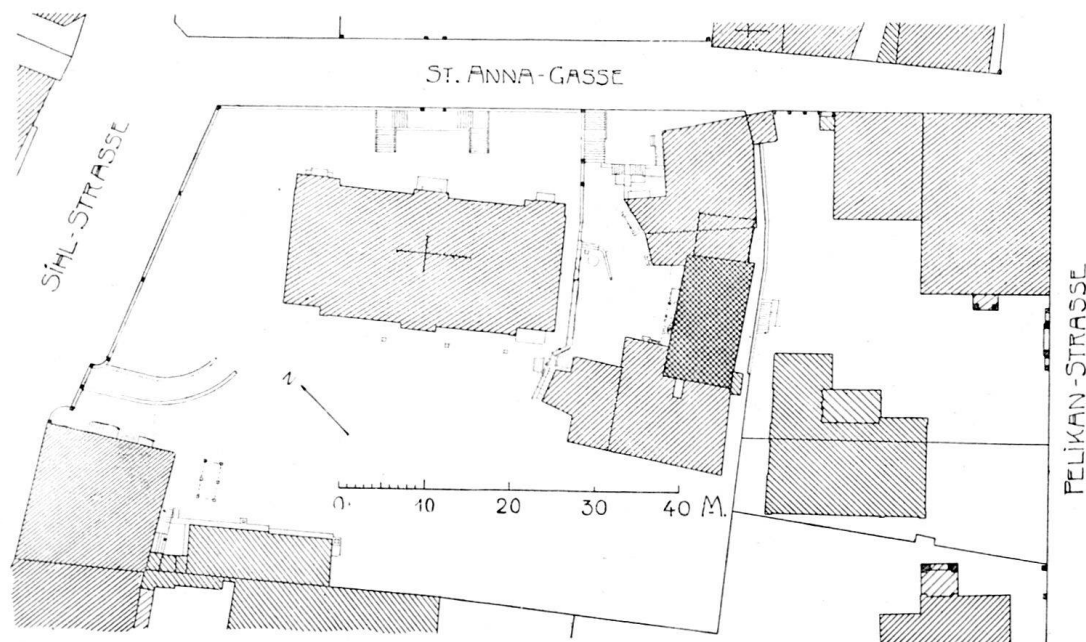 ST. ANNA-GASSE
SIHL-STRASSE
PELIKAN-STRASSE
N
0. 10 20 30 40 M.